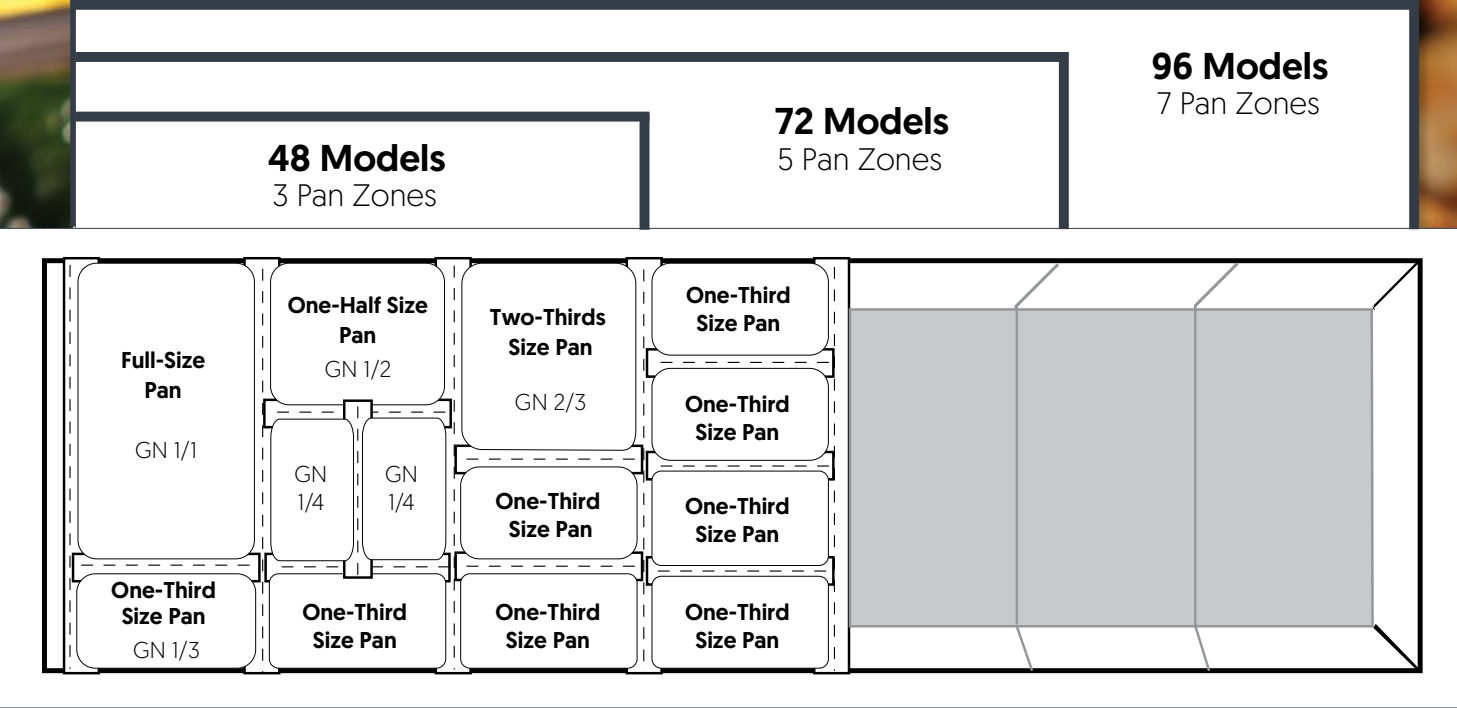 96 Models
7 Pan Zones
72 Models
5 Pan Zones
48 Models
3 Pan Zones
Full-Size
Pan
GN 1/1
One-Third
Size Pan
GN 1/3
One-Half Size
Pan
GN 1/2
GN
1/4
GN
1/4
One-Third
Size Pan
Two-Thirds
Size Pan
GN 2/3
One-Third
Size Pan
One-Third
Size Pan
One-Third
Size Pan
One-Third
Size Pan
One-Third
Size Pan
One-Third
Size Pan